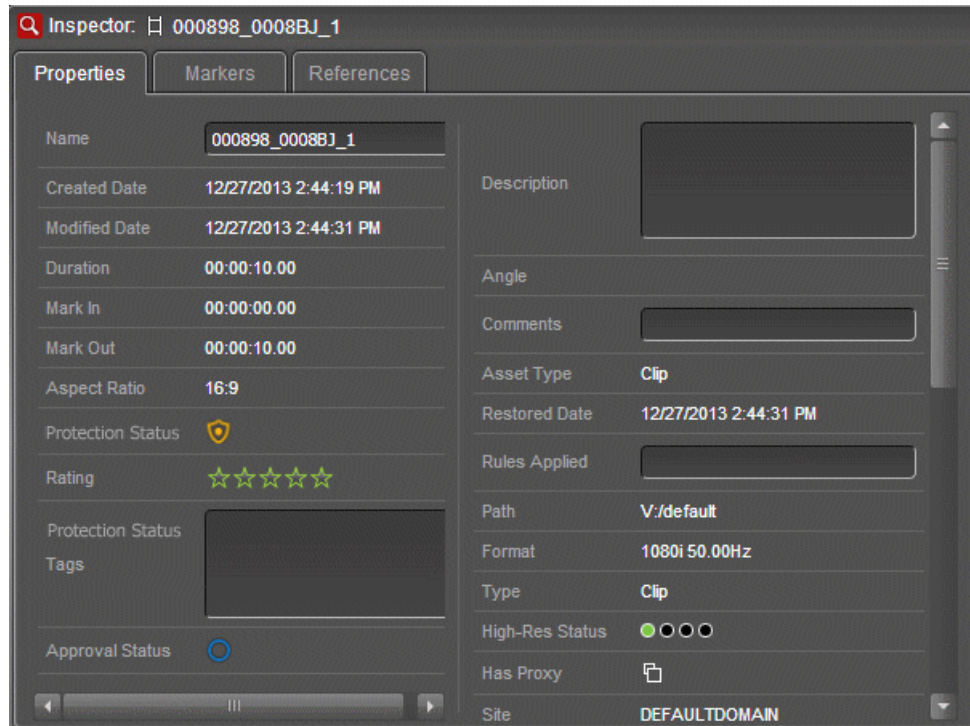 Inspector: 000898_0008BJ_1
Properties
Markers
References
Name 000898_0008BJ_1
Created Date 12/27/2013 2:44:19 PM
Modified Date 12/27/2013 2:44:31 PM
Duration 00:00:10.00
Mark In 00:00:00.00
Mark Out 00:00:10.00
Aspect Ratio 16:9
Protection Status
Rating
Protection Status
Tags
Approval Status
Description
Angle
Comments
Asset Type Clip
Restored Date 12/27/2013 2:44:31 PM
Rules Applied
Path V:/default
Format 1080i 50.00Hz
Type Clip
High-Res Status
Has Proxy
Site DEFAULTDOMAIN